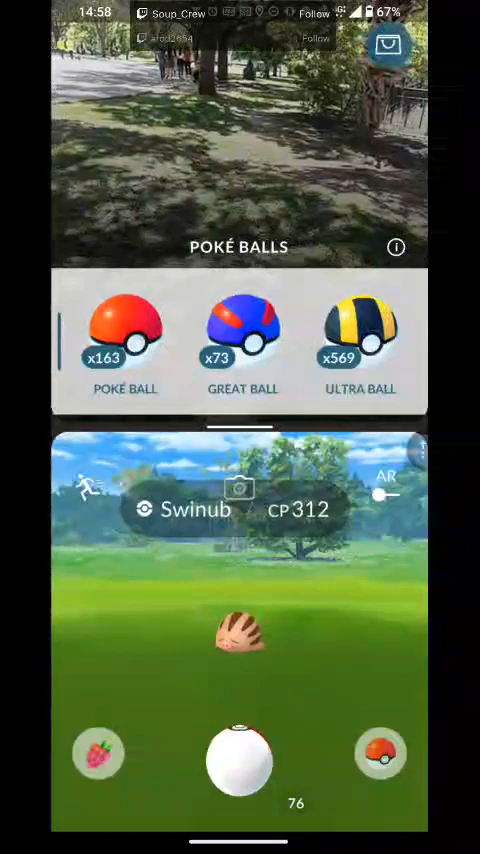 14:58
Soup_Crew
Follow
67%
Follow
POKÉ BALLS
x163
x73
x569
POKÉ BALL
GREAT BALL
ULTRA BALL
AR
Swinub / CP312
76